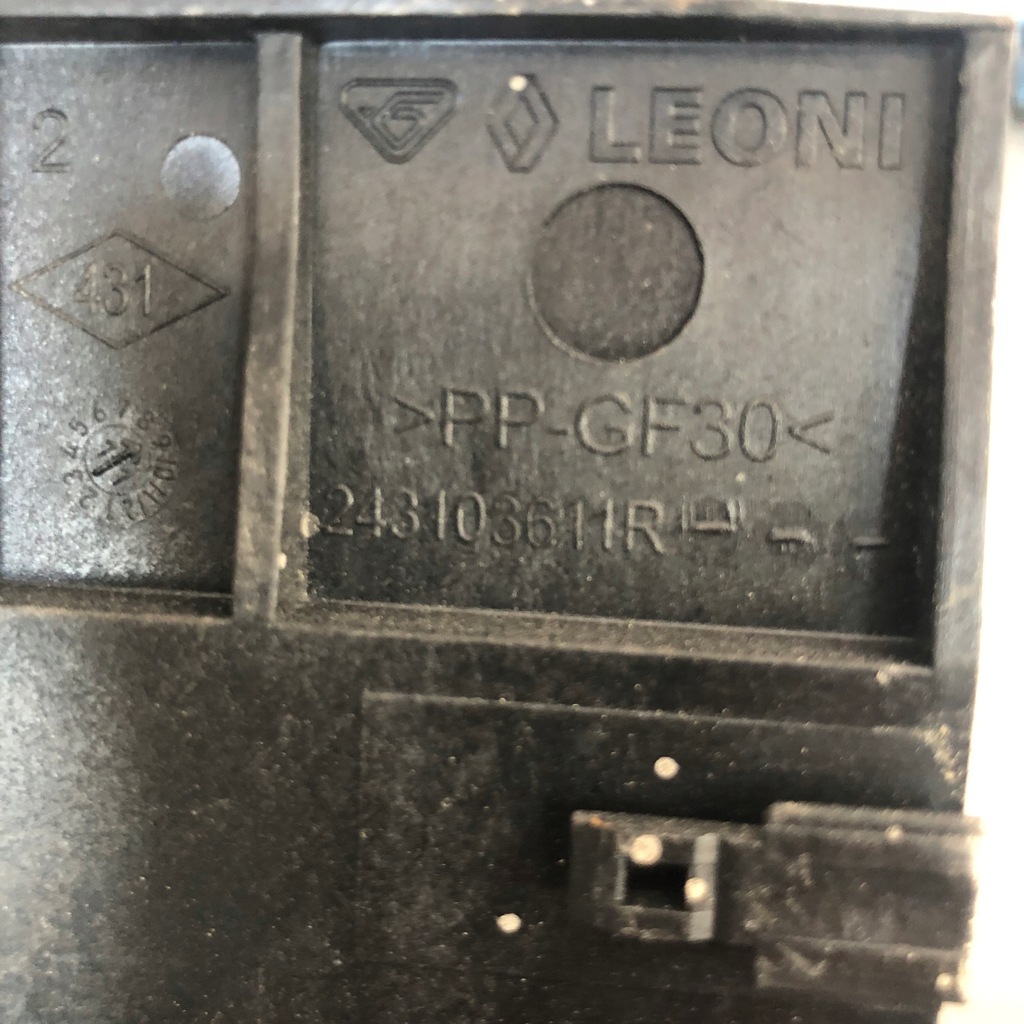 2
LEONI
431
>PP-GF30<
243103611R